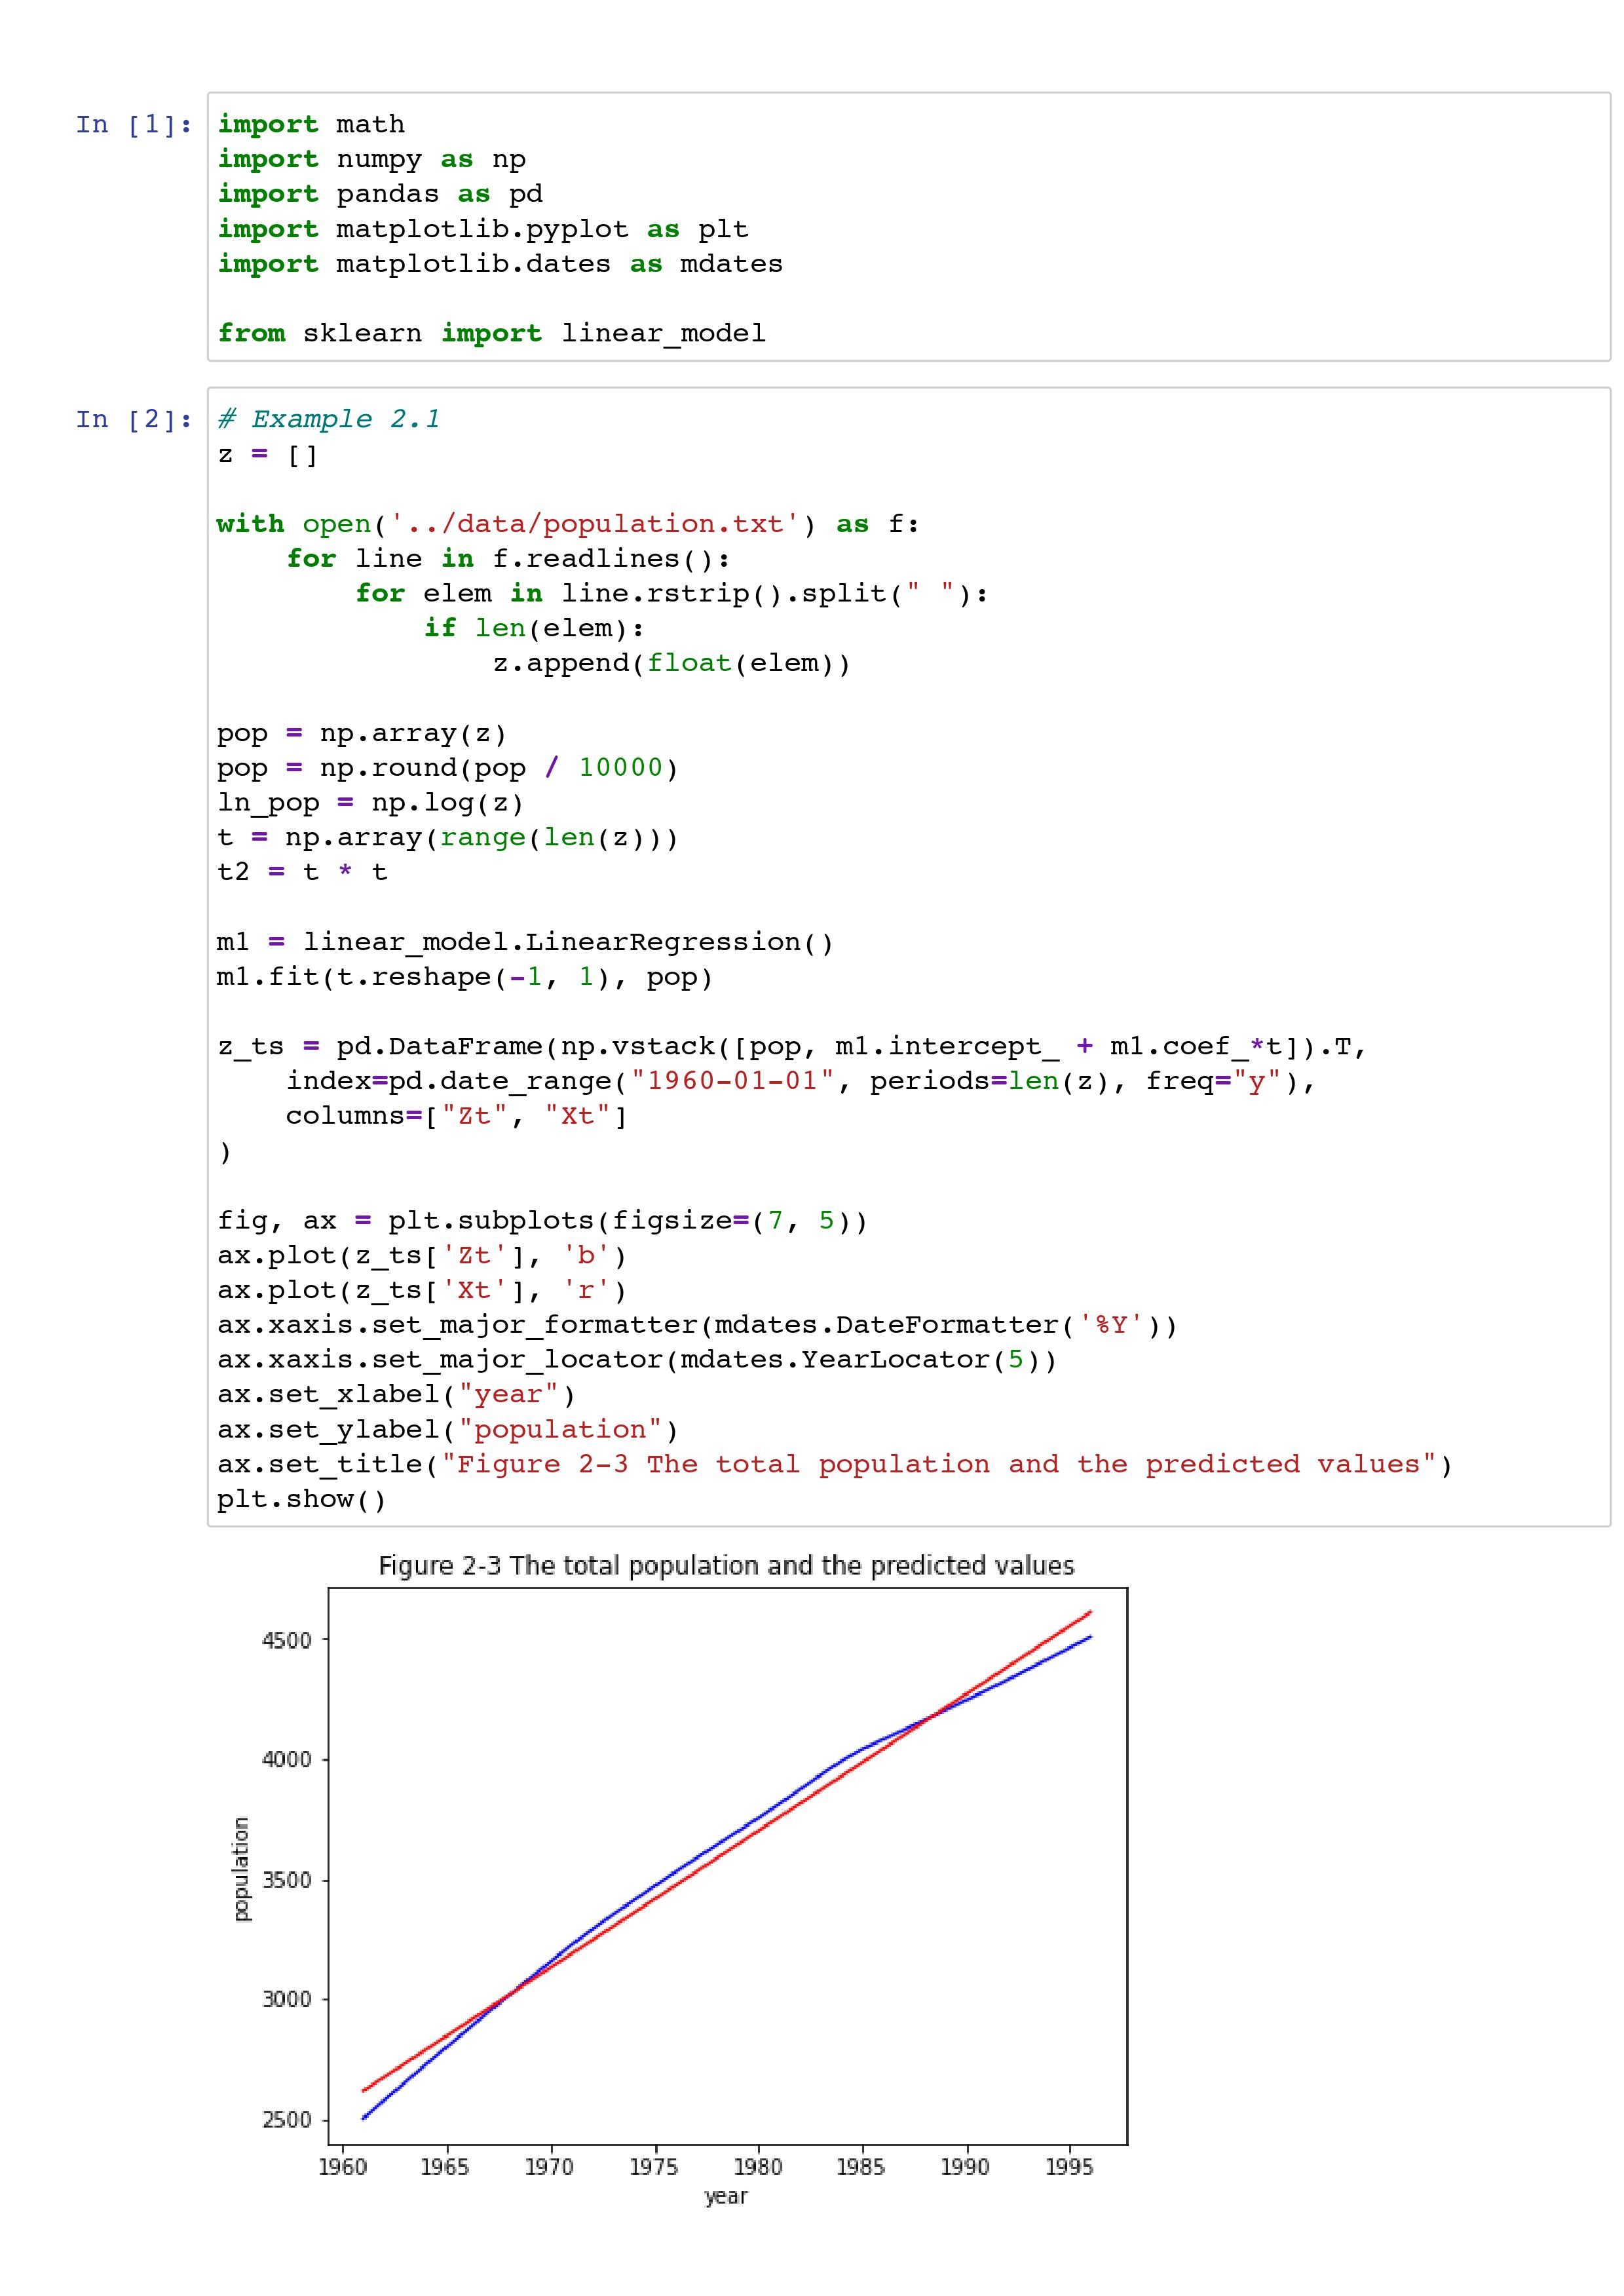 In [1]: import math
import numpy as np
import pandas as pd
import matplotlib.pyplot as plt
import matplotlib.dates as mdates
from sklearn import linear_model
In [2]: # Example 2.1
z = []
with open('../data/population.txt') as f:
    for line in f.readlines():
        for elem in line.rstrip().split(" "):
            if len(elem):
                z.append(float(elem))
pop = np.array(z)
pop = np.round(pop / 10000)
ln_pop = np.log(z)
t = np.array(range(len(z)))
t2 = t * t
m1 = linear_model.LinearRegression()
m1.fit(t.reshape(-1, 1), pop)
z_ts = pd.DataFrame(np.vstack([pop, m1.intercept_ + m1.coef_*t]).T,
    index=pd.date_range("1960-01-01", periods=len(z), freq="y"),
    columns=["Zt", "Xt"]
)
fig, ax = plt.subplots(figsize=(7, 5))
ax.plot(z_ts['Zt'], 'b')
ax.plot(z_ts['Xt'], 'r')
ax.xaxis.set_major_formatter(mdates.DateFormatter('%Y'))
ax.xaxis.set_major_locator(mdates.YearLocator(5))
ax.set_xlabel("year")
ax.set_ylabel("population")
ax.set_title("Figure 2-3 The total population and the predicted values")
plt.show()
Figure 2-3 The total population and the predicted values
4500
4000
3500
3000
2500
population
1960 1965 1970 1975 1980 1985 1990 1995
year